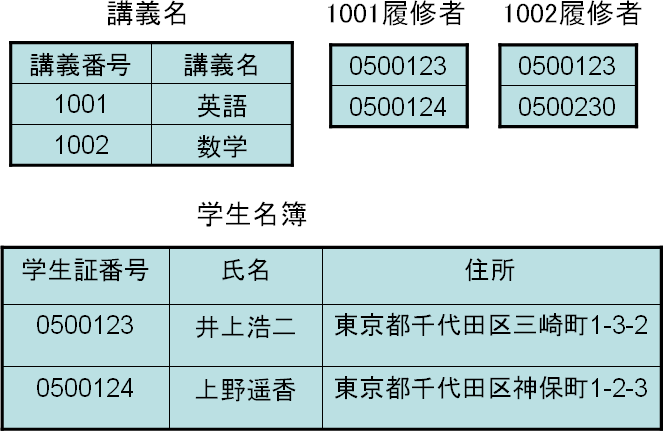 講義名
1001履修者
1002履修者
講義番号 講義名
1001 英語
1002 数学
0500123
0500124
0500123
0500230
学生名簿
学生証番号 氏名 住所
0500123 井上浩二 東京都千代田区三崎町1-3-2
0500124 上野遥香 東京都千代田区神保町1-2-3